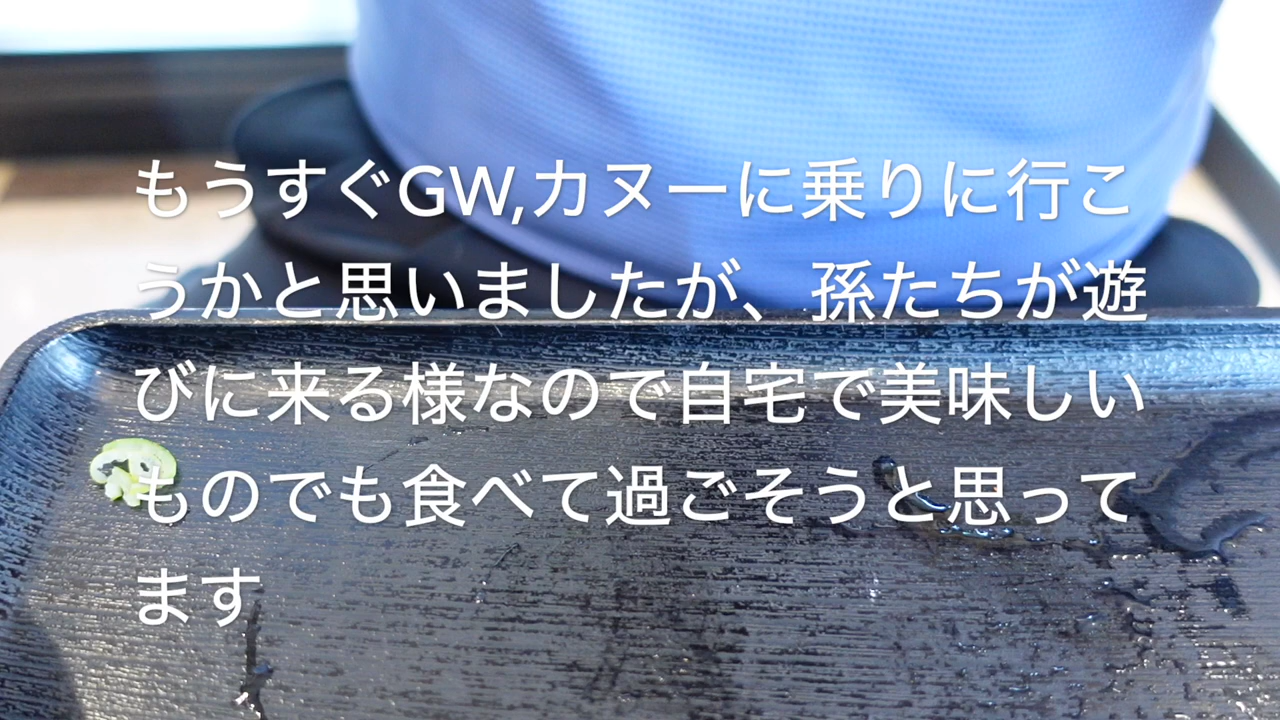 もうすぐGW,カヌーに乗りに行こ
うかと思いましたが、孫たちが遊
びに来る様なので自宅で美味しい
ものでも食べて過ごそうと思って
ます